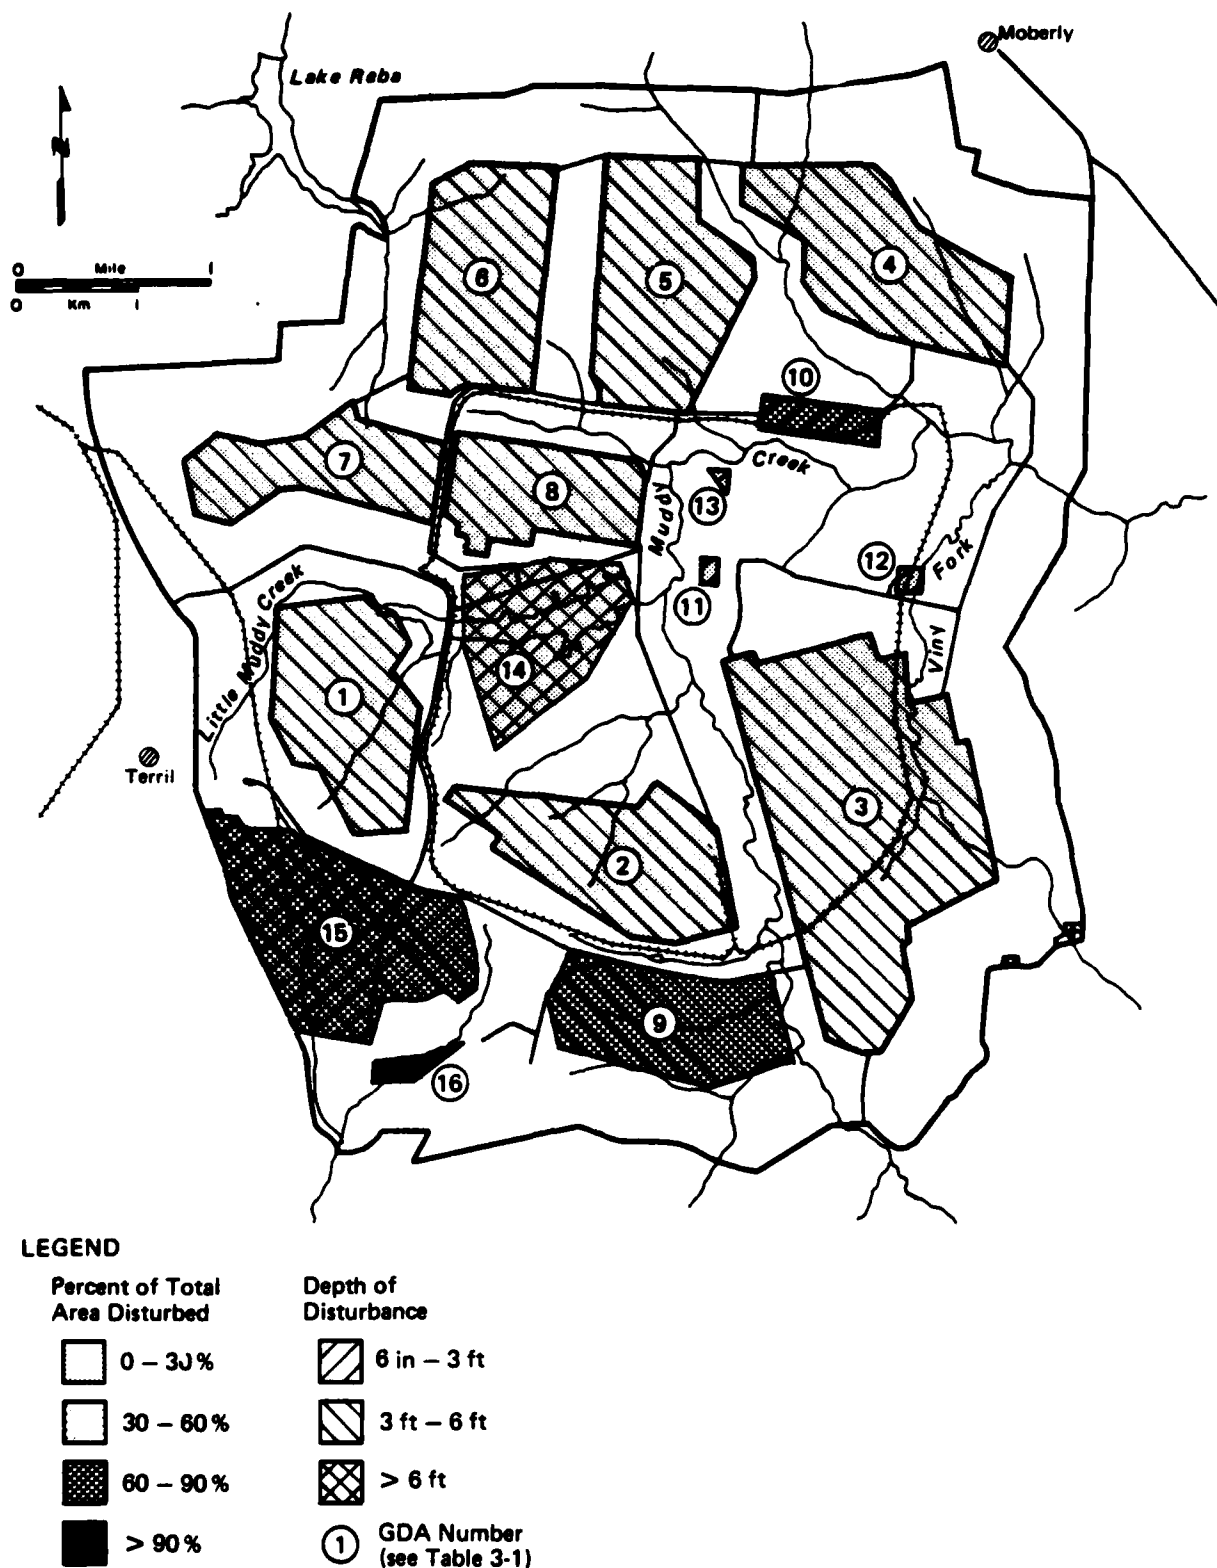 Moberly
Lake Reba
N
0 Mile 1
0 Km 1
6
5
4
10
7
8
Creek
13
Muddy
12
Fork
11
Little Muddy Creek
Viny
14
1
Terril
3
2
15
9
16
LEGEND
Percent of Total
Area Disturbed
0 – 30%
30 – 60%
60 – 90%
> 90%
Depth of
Disturbance
6 in – 3 ft
3 ft – 6 ft
> 6 ft
1 GDA Number
(see Table 3-1)